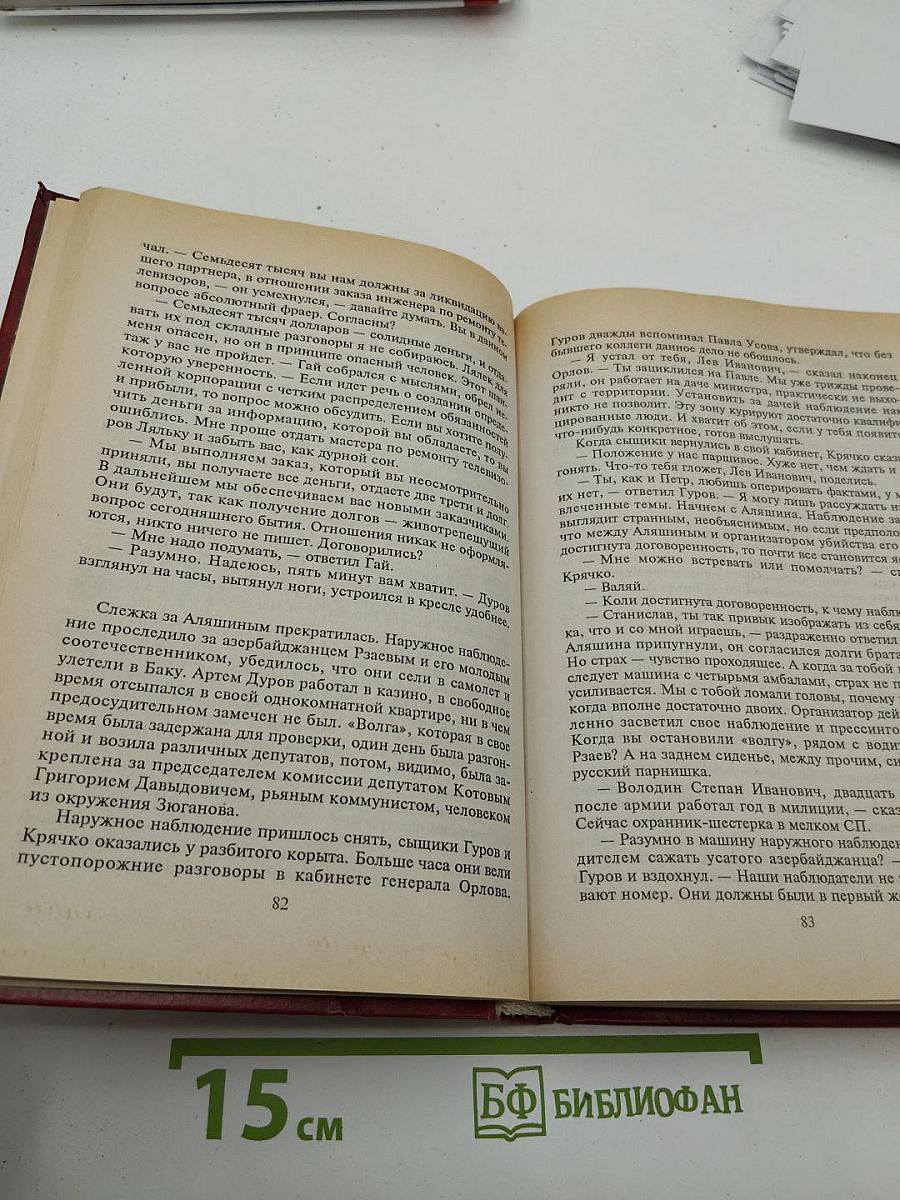 чал. — Семьдесят тысяч вы нам должны за ликвидацию ва-
шего партнера, в отношении заказа инженера по ремонту те-
левизоров, — он усмехнулся, — давайте думать. Вы в данном
вопросе абсолютный фраер. Согласны?
— Семьдесят тысяч долларов — солидные деньги, и отда-
вать их под складные разговоры я не собираюсь. Лялек для
меня опасен, но он в принципе опасный человек. Этот шан-
таж у вас не пройдет. — Гай собрался с мыслями, обрел не-
которую уверенность. — Если идет речь о создании опреде-
ленной корпорации с четким распределением обязанностей
и прибыли, то вопрос можно обсудить. Если вы хотите полу-
чить деньги за информацию, которой вы обладаете, то вы
ошиблись. Мне проще отдать мастера по ремонту телевизо-
ров Ляльку и забыть вас, как дурной сон.
— Мы выполняем заказ, который вы неосмотрительно
приняли, вы получаете все деньги, отдаете две трети и долг.
В дальнейшем мы обеспечиваем вас новыми заказчиками.
Они будут, так как получение долгов — животрепещущий
вопрос сегодняшнего бытия. Отношения никак не оформля-
ются, никто ничего не пишет. Договорились?
— Мне надо подумать, — ответил Гай.
— Разумно. Надеюсь, пять минут вам хватит. — Дуров
взглянул на часы, вытянул ноги, устроился в кресле удобнее.
Слежка за Аляшиным прекратилась. Наружное наблюде-
ние проследило за азербайджанцем Рзаевым и его молодым
соотечественником, убедилось, что они сели в самолет и
улетели в Баку. Артем Дуров работал в казино, в свободное
время отсыпался в своей однокомнатной квартире, ни в чем
предосудительном замечен не был. «Волга», которая в свое
время была задержана для проверки, один день была разгон-
ной и возила различных депутатов, потом, видимо, была за-
креплена за председателем комиссии депутатом Котовым
Григорием Давыдовичем, рьяным коммунистом, человеком
из окружения Зюганова.
Наружное наблюдение пришлось снять, сыщики Гуров и
Крячко оказались у разбитого корыта. Больше часа они вели
пустопорожние разговоры в кабинете генерала Орлова.
82
Гуров дважды вспоминал Павла Усова, утверждал, что без
бывшего коллеги данное дело не обошлось.
— Я устал от тебя, Лев Иванович, — сказал наконец
Орлов. — Ты зациклился на Павле. Мы уже трижды прове-
ряли, он работает на даче министра, практически не выхо-
дит с территории. Установить за дачей наблюдение нам
никто не позволит. Эту зону курируют достаточно квалифи-
цированные люди. И хватит об этом, если у тебя появится
что-нибудь конкретное, готов выслушать.
Когда сыщики вернулись в свой кабинет, Крячко
— Положение у нас паршивое. Хуже нет, чем ждать и
гонять. Что-то тебя гложет, Лев Иванович, поделись.
— Ты, как и Петр, любишь оперировать фактами, у
их нет, — ответил Гуров. — Я могу лишь рассуждать на
влеченные темы. Начнем с Аляшина. Наблюдение за
выглядит странным, необъяснимым, но если
что между Аляшиным и организатором убийства его
достигнута договоренность, то почти все становится
— Мне можно встревать или помолчать? —
Крячко.
— Валяй.
— Коли достигнута договоренность, к чему
— Станислав, ты так привык изображать из себя
ка, что и со мной играешь, — раздраженно ответил
Аляшина припугнули, он согласился долги брата
Но страх — чувство проходящее. А когда за тобой
следует машина с четырьмя амбалами, страх не
усиливается. Мы с тобой ломали головы, почему
когда вполне достаточно двоих. Организатор
ленно засветил свое наблюдение и
Когда вы остановили «волгу», рядом с
Рзаев? А на заднем сиденье, между прочим,
русский парнишка.
— Володин Степан Иванович, двадцать
после армии работал год в милиции, —
Сейчас охранник-шестерка в мелком СП.
— Разумно в машину наружного
дителем сажать усатого азербайджанца? —
Гуров и вздохнул. — Наши наблюдатели не
вают номер. Они должны были в первый
83
15 см
БФ БИБЛИОФАН